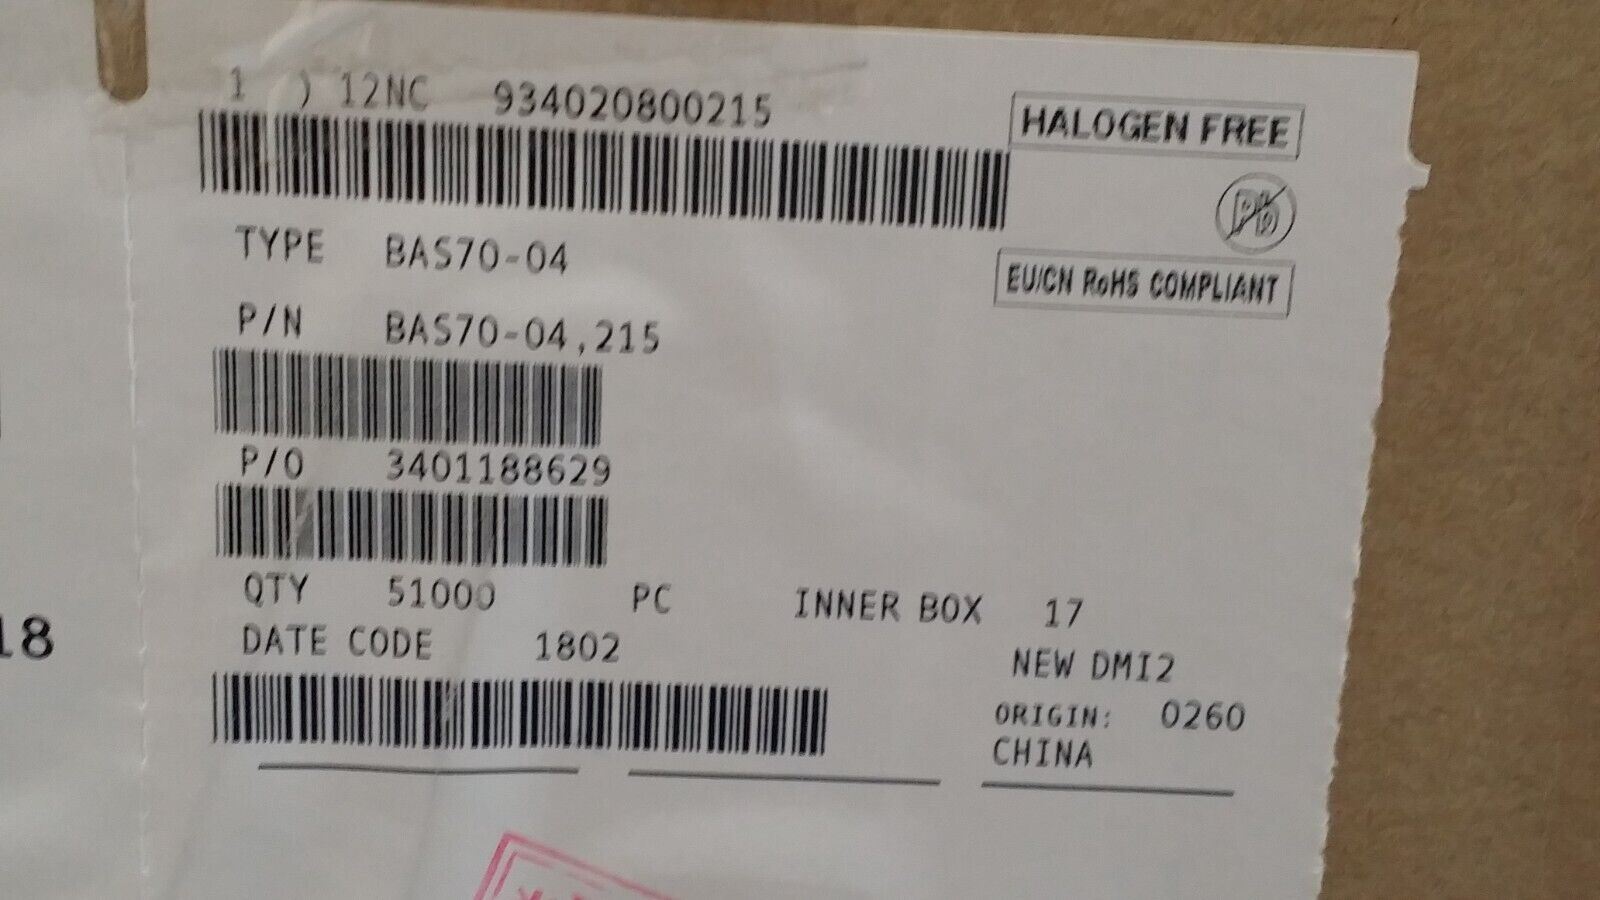 1 ) 12NC 934020800215
HALOGEN FREE
Pb
TYPE BAS70-04
EU/CN RoHS COMPLIANT
P/N BAS70-04,215
P/O 3401188629
QTY 51000 PC INNER BOX 17
18
DATE CODE 1802
NEW DMI2
ORIGIN: 0260
CHINA